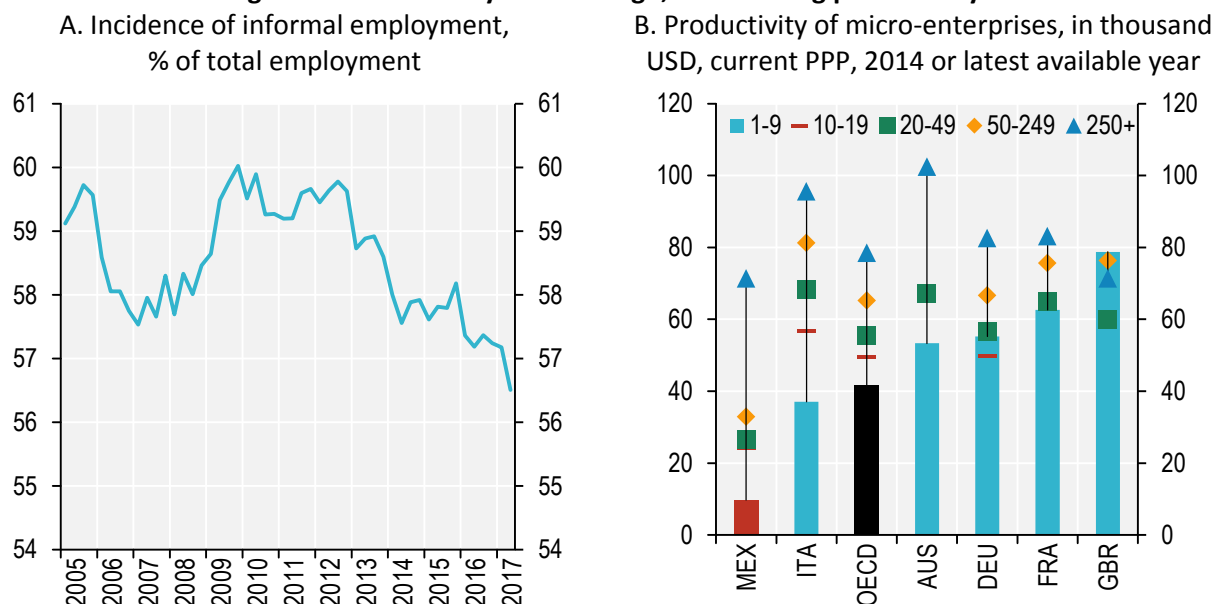 A. Incidence of informal employment,
% of total employment
61 61
60 60
59 59
58 58
57 57
56 56
55 55
54 54
2005 2006 2007 2008 2009 2010 2011 2012 2013 2014 2015 2016 2017
B. Productivity of micro-enterprises, in thousand
USD, current PPP, 2014 or latest available year
120 120
1-9 10-19 20-49 50-249 250+
100 100
80 80
60 60
40 40
20 20
0 0
MEX ITA OECD AUS DEU FRA GBR